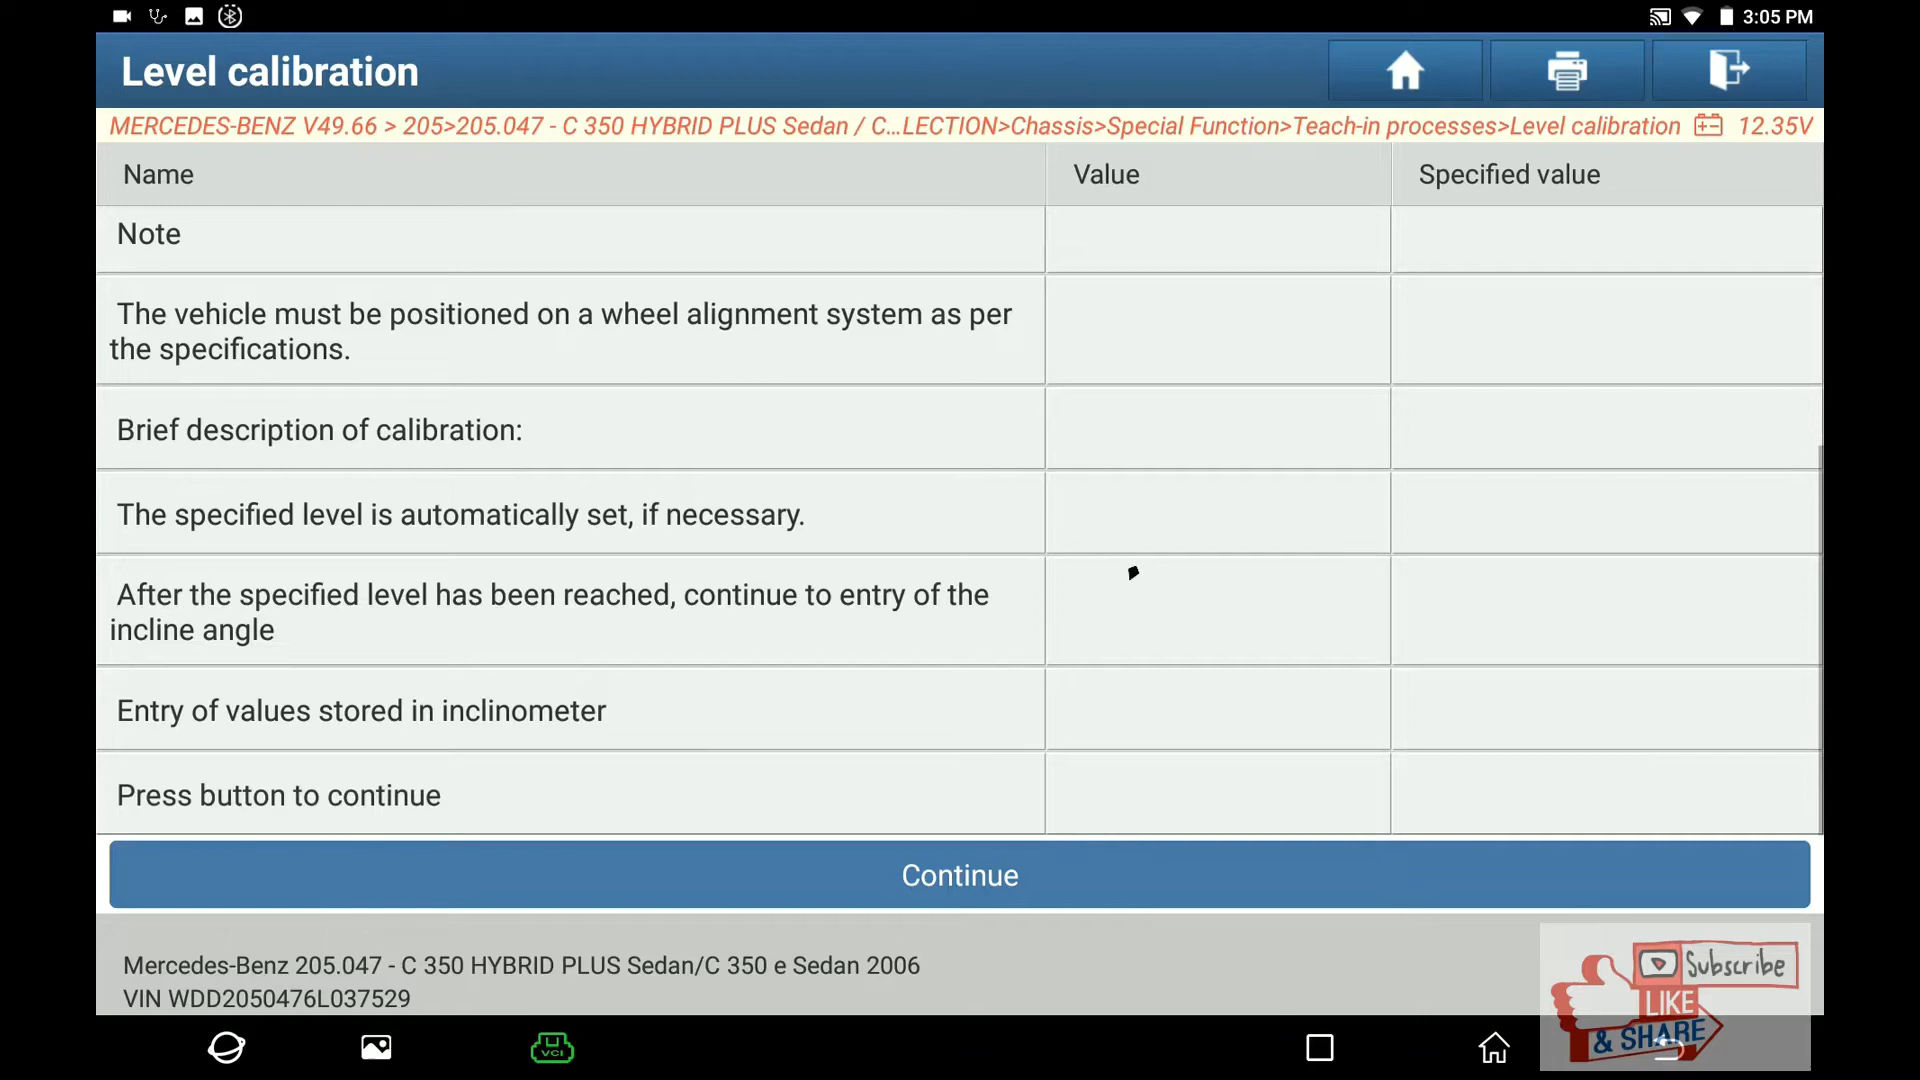 3:05 PM
Level calibration
MERCEDES-BENZ V49.66 > 205>205.047 - C 350 HYBRID PLUS Sedan / C...LECTION>Chassis>Special Function>Teach-in processes>Level calibration 12.35V
Name Value Specified value
Note
The vehicle must be positioned on a wheel alignment system as per
the specifications.
Brief description of calibration:
The specified level is automatically set, if necessary.
After the specified level has been reached, continue to entry of the
incline angle
Entry of values stored in inclinometer
Press button to continue
Continue
Mercedes-Benz 205.047 - C 350 HYBRID PLUS Sedan/C 350 e Sedan 2006
VIN WDD2050476L037529
Subscribe
LIKE
& SHARE
VCI